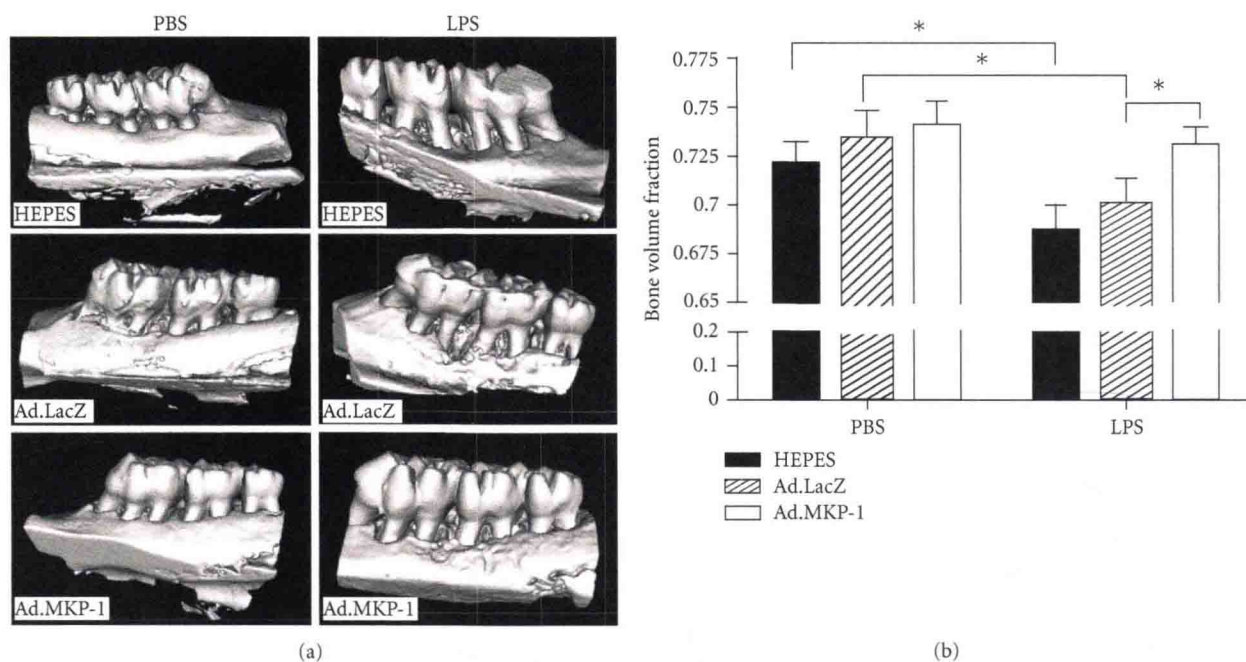 PBS
LPS
HEPES
HEPES
Ad.LacZ
Ad.LacZ
Ad.MKP-1
Ad.MKP-1
(a)
Bone volume fraction
0.775
0.75
0.725
0.7
0.675
0.65
0.2
0.1
0
*
*
*
PBS
LPS
HEPES
Ad.LacZ
Ad.MKP-1
(b)